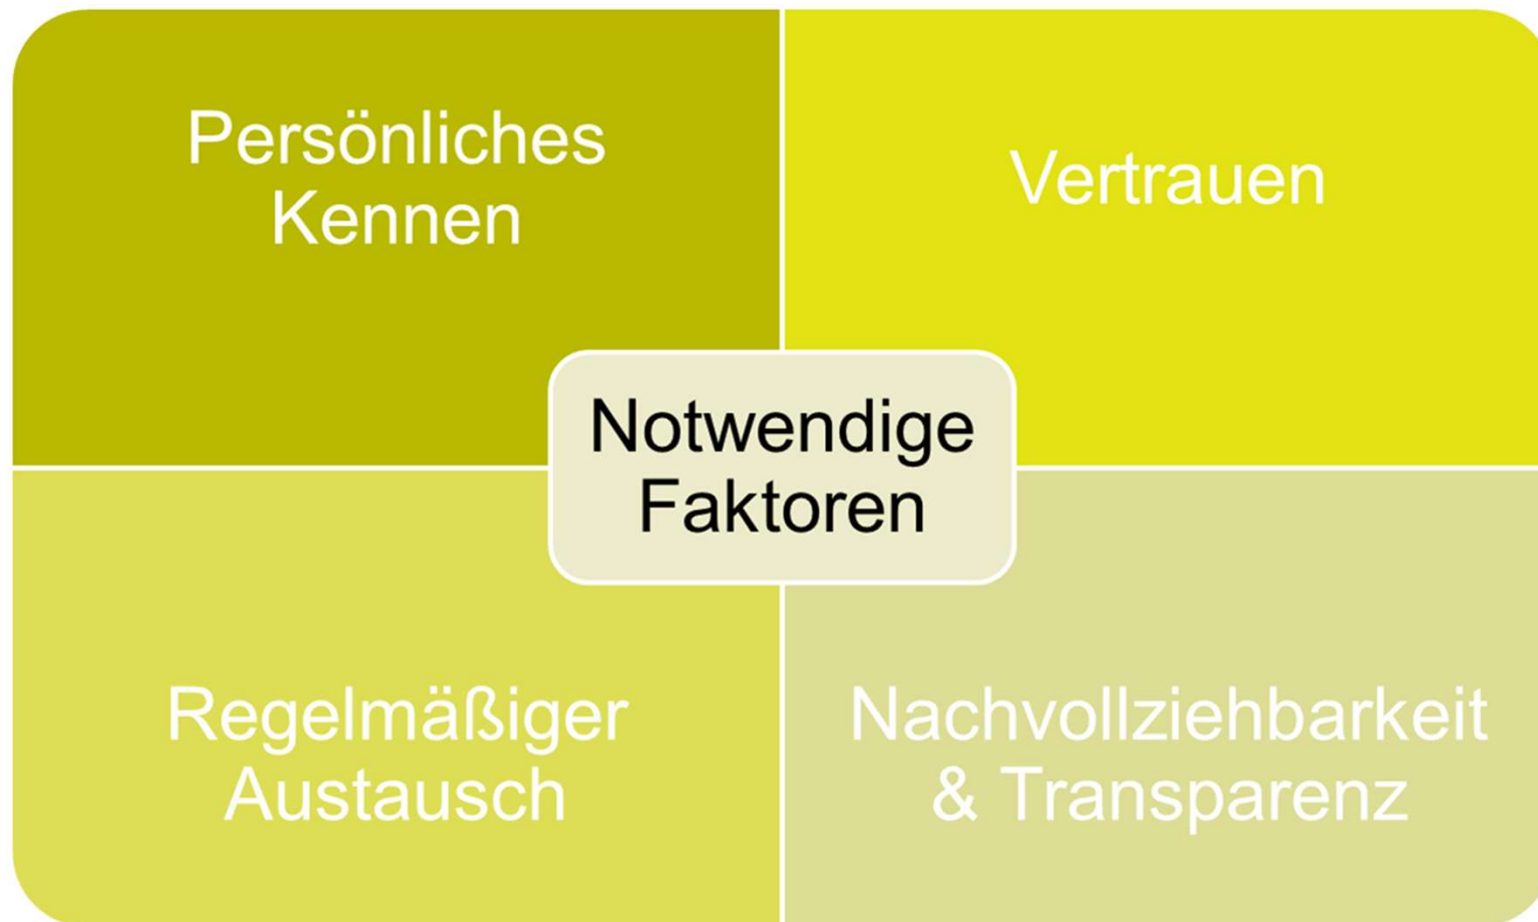 Persönliches
Kennen
Vertrauen
Notwendige
Faktoren
Regelmäßiger
Austausch
Nachvollziehbarkeit
& Transparenz